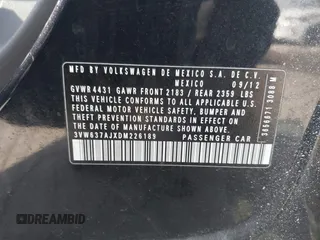 MFD. BY VOLKSWAGEN DE MEXICO S.A. DE C.V.
MEXICO 09/12
GVWR 4431 GAWR FRONT 2183 / REAR 2359 LBS
THIS VEHICLE CONFORMS TO ALL APPLICABLE U.S.
FEDERAL MOTOR VEHICLE SAFETY, BUMPER AND
THEFT PREVENTION STANDARDS IN EFFECT ON
THE DATE OF MANUFACTURE SHOWN ABOVE.
3VW637AJXDM226189 PASSENGER CAR
3088 M
DREAMBID